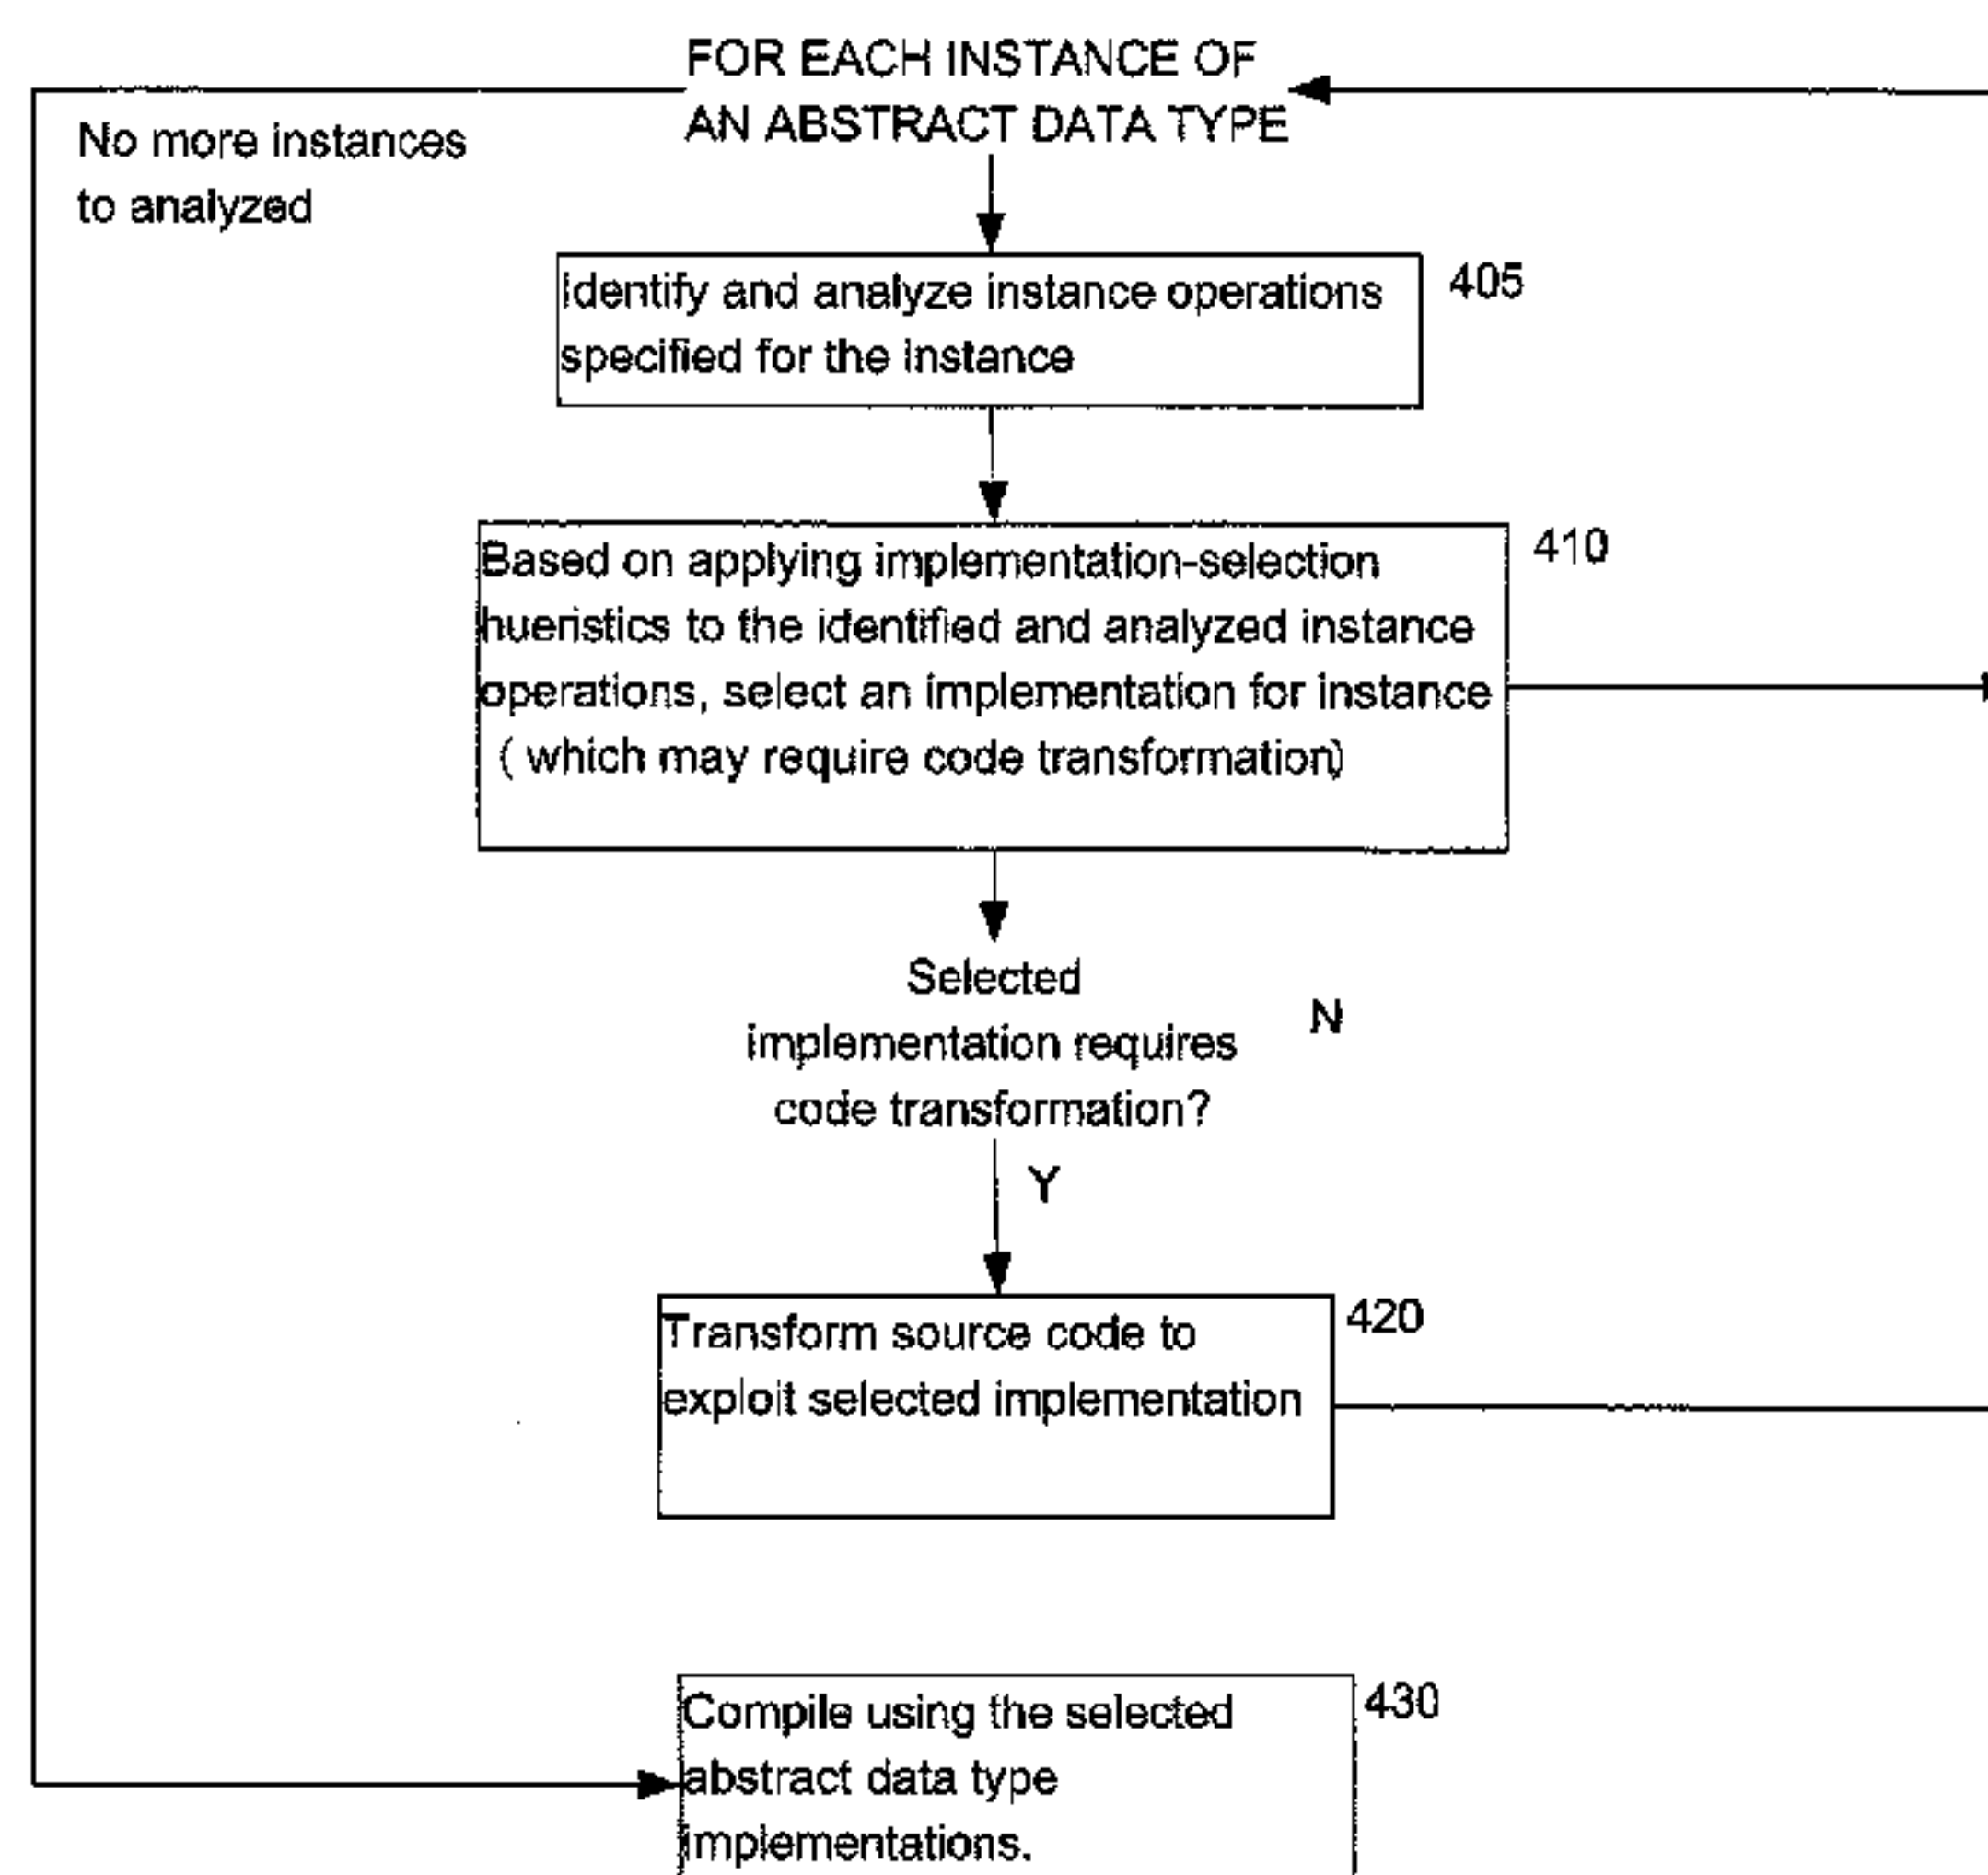 FOR EACH INSTANCE OF
AN ABSTRACT DATA TYPE
No more instances
to analyzed
Identify and analyze instance operations
specified for the instance
405
Based on applying implementation-selection
hueristics to the identified and analyzed instance
operations, select an implementation for instance
( which may require code transformation)
410
Selected
implementation requires
code transformation?
N
Y
Transform source code to
exploit selected implementation
420
Compile using the selected
abstract data type
implementations.
430